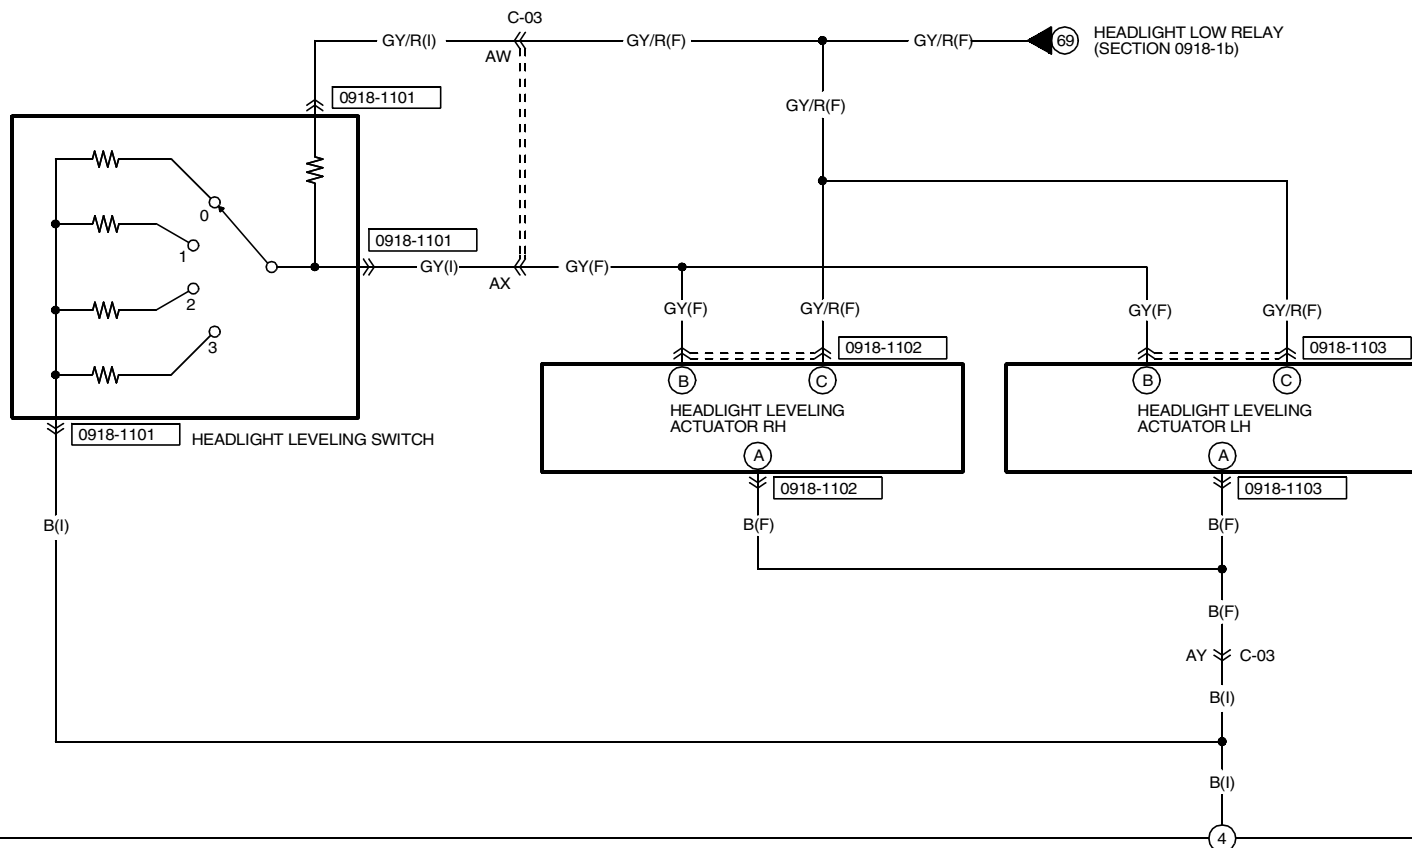 C-03
GY/R(I)
GY/R(F)
GY/R(F)
69
HEADLIGHT LOW RELAY
(SECTION 0918-1b)
AW
0918-1101
GY/R(F)
0
1
2
3
0918-1101
GY(I)
AX
GY(F)
GY(F)
GY/R(F)
GY(F)
GY/R(F)
0918-1102
0918-1103
B
C
B
C
HEADLIGHT LEVELING
ACTUATOR RH
HEADLIGHT LEVELING
ACTUATOR LH
0918-1101
HEADLIGHT LEVELING SWITCH
A
A
0918-1102
0918-1103
B(I)
B(F)
B(F)
B(F)
AY
C-03
B(I)
B(I)
4